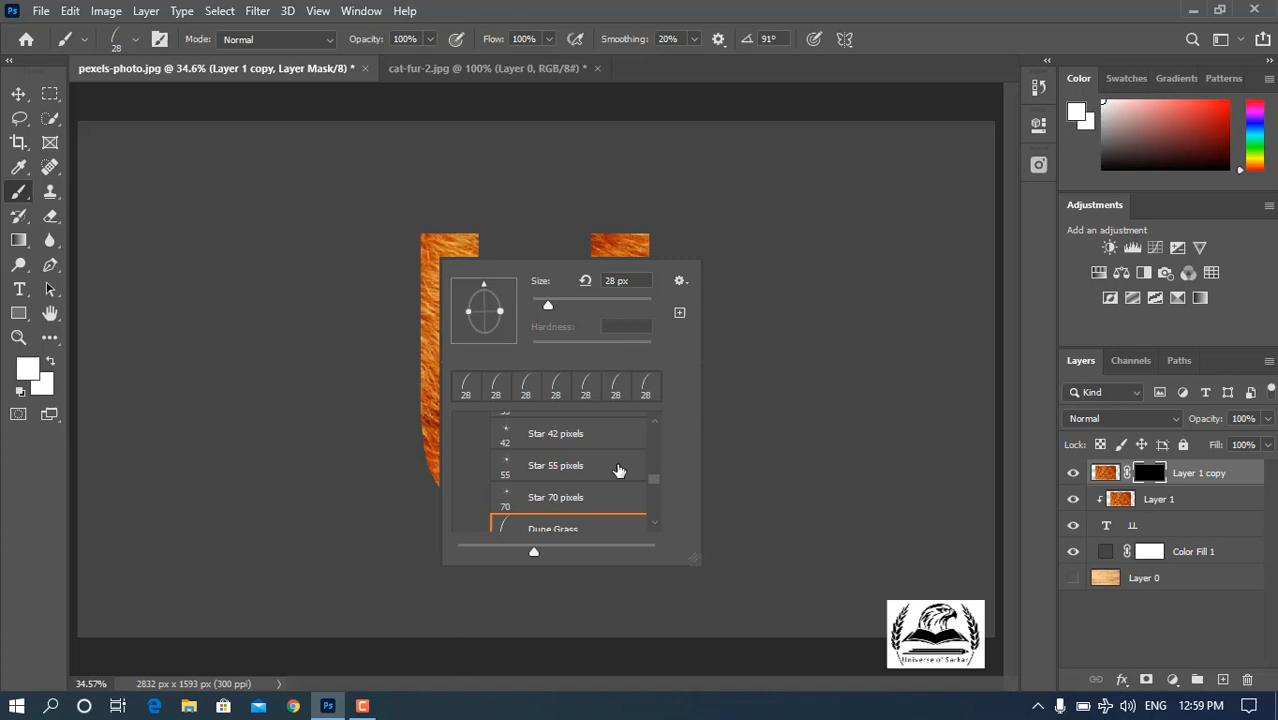 Ps File Edit Image Layer Type Select Filter 3D View Window Help
28 Mode: Normal Opacity: 100% Flow: 100% Smoothing: 20% 91°
pexels-photo.jpg @ 34.6% (Layer 1 copy, Layer Mask/8) * × cat-fur-2.jpg @ 100% (Layer 0, RGB/8#) * ×
Color Swatches Gradients Patterns
Adjustments
Add an adjustment
Size: 28 px
Hardness:
28 28 28 28 28 28 28
42 Star 42 pixels
55 Star 55 pixels
70 Star 70 pixels
Dune Grass
Layers Channels Paths
Kind
Normal Opacity: 100%
Lock: Fill: 100%
Layer 1 copy
Layer 1
T
Color Fill 1
Layer 0
Universe of Sarkar
34.57% 2832 px x 1593 px (300 ppi)
Ps ENG 12:59 PM